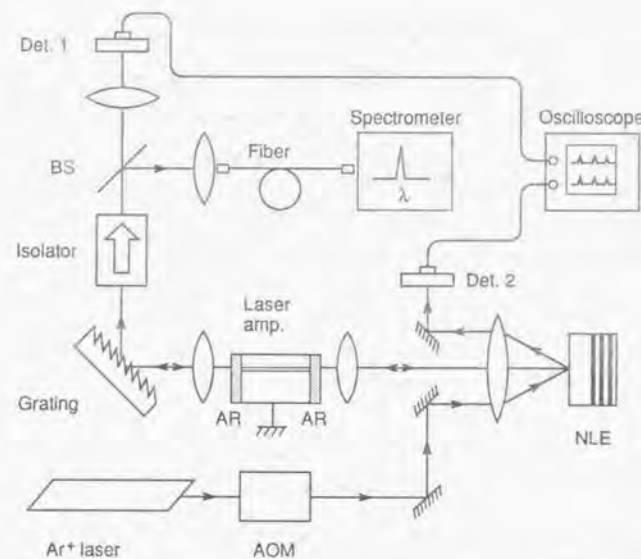 Det. 1
Spectrometer
Oscilloscope
Fiber
BS
λ
Isolator
Laser
amp.
Det. 2
Grating
AR
AR
NLE
Ar+ laser
AOM